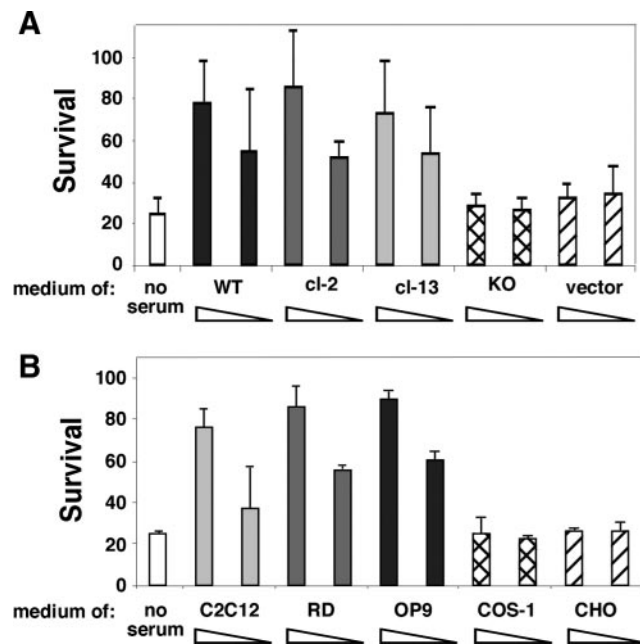 A
Survival
100
80
60
40
20
0
medium of: no serum WT cl-2 cl-13 KO vector
B
Survival
100
80
60
40
20
0
medium of: no serum C2C12 RD OP9 COS-1 CHO